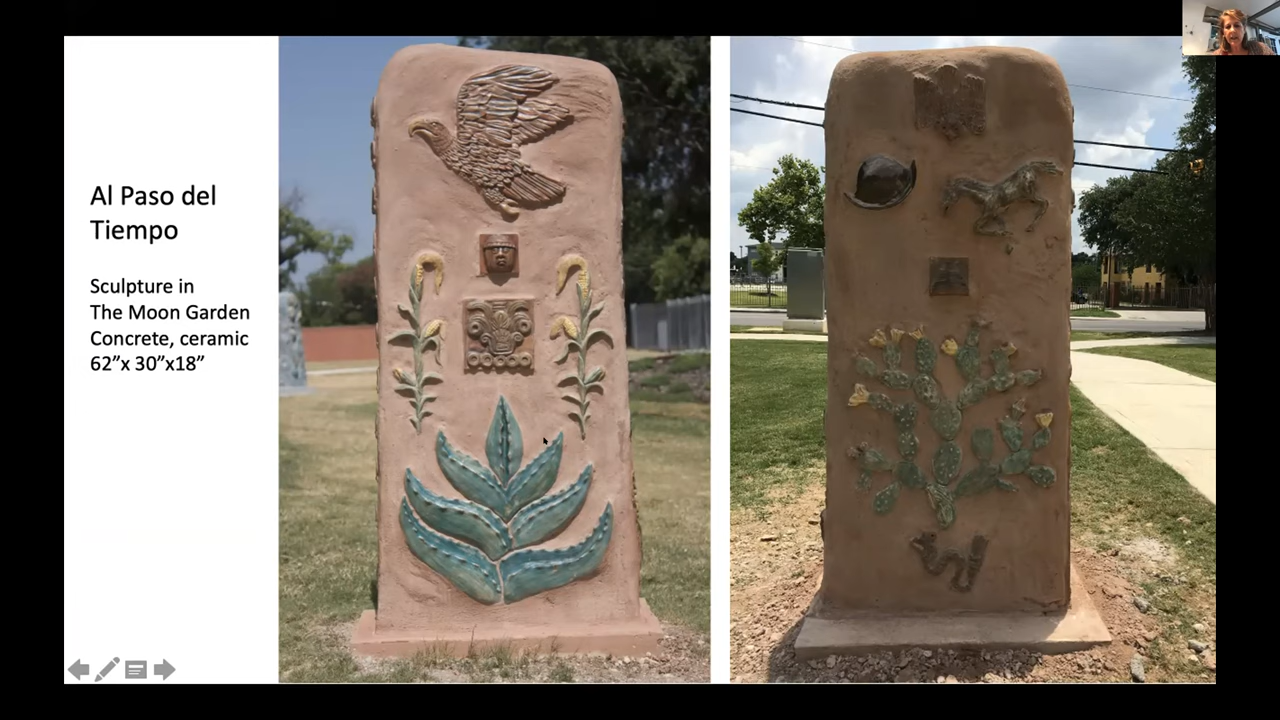 Al Paso del
Tiempo
Sculpture in
The Moon Garden
Concrete, ceramic
62”x 30”x18”